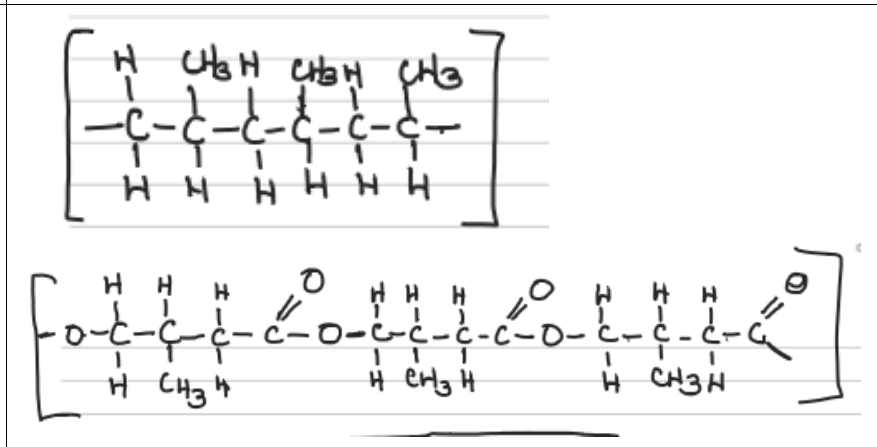 H CH3 H CH3 H CH3
C C C C C C
H H H H H H
H H H O H H H O H H H O
O C C C C O C C C C O C C C C
H CH3 H H CH3 H H CH3 H